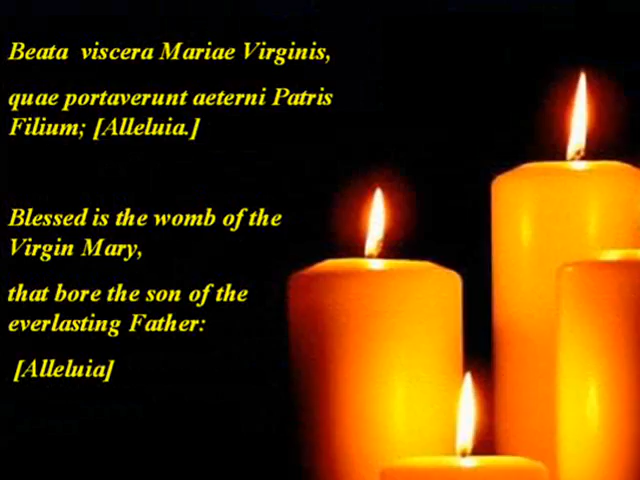 Beata viscera Mariae Virginis,
quae portaverunt aeterni Patris
Filium; [Alleluia.]
Blessed is the womb of the
Virgin Mary,
that bore the son of the
everlasting Father:
[Alleluia]